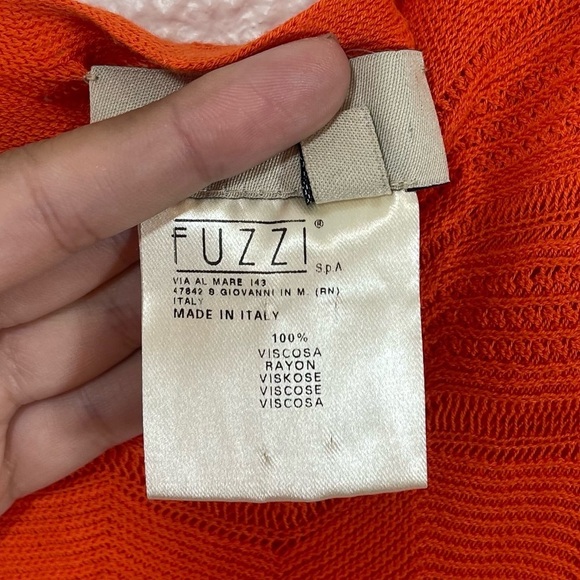 FUZZI®
SpA
VIA AL MARE 143
47842 S.GIOVANNI IN M. (RN)
ITALY
MADE IN ITALY
100%
VISCOSA
RAYON
VISKOSE
VISCOSE
VISCOSA